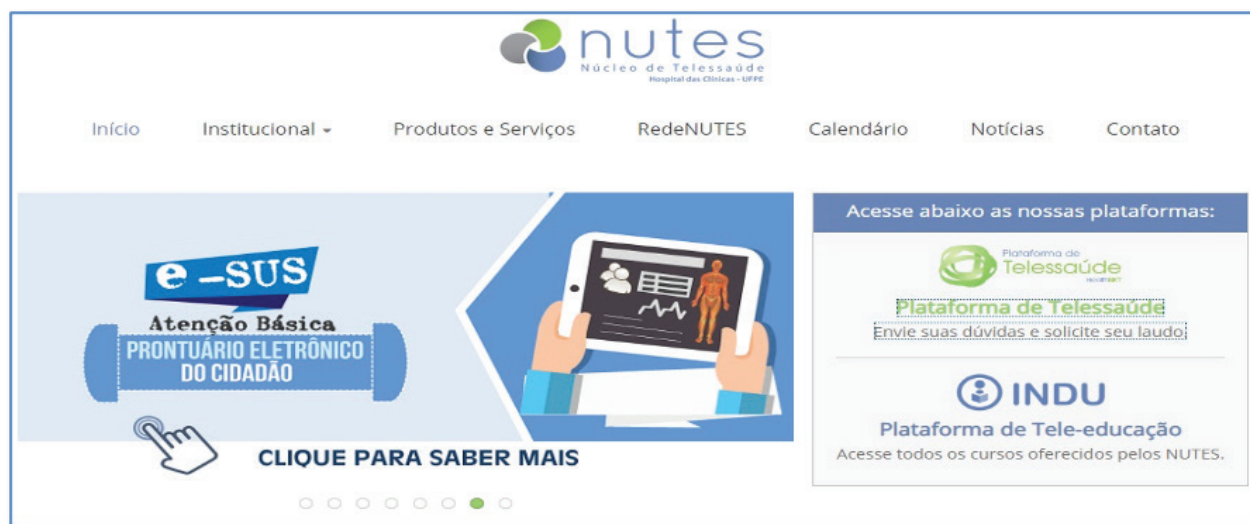 nutes
Núcleo de Telessaúde
Hospital das Clínicas - UFPE
Início Institucional Produtos e Serviços RedeNUTES Calendário Notícias Contato
e-SUS
Atenção Básica
PRONTUÁRIO ELETRÔNICO
DO CIDADÃO
CLIQUE PARA SABER MAIS
Acesse abaixo as nossas plataformas:
Plataforma de
Telessaúde
Plataforma de Telessaúde
Envie suas dúvidas e solicite seu laudo
INDU
Plataforma de Tele-educação
Acesse todos os cursos oferecidos pelos NUTES.